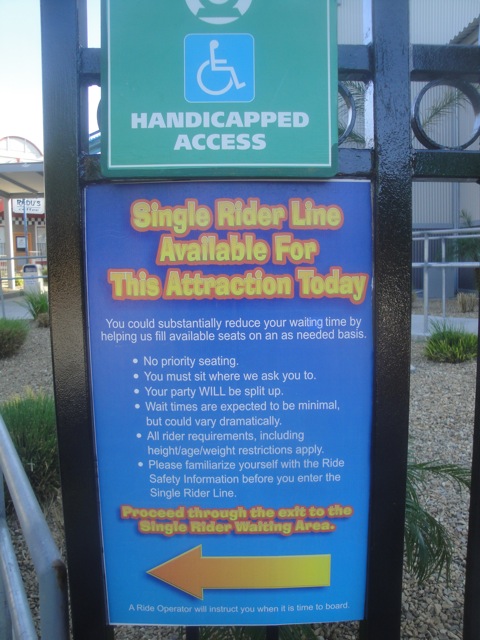 HANDICAPPED
ACCESS
Single Rider Line
Available For
This Attraction Today
You could substantially reduce your waiting time by
helping us fill available seats on an as needed basis.
• No priority seating.
• You must sit where we ask you to.
• Your party WILL be split up.
• Wait times are expected to be minimal,
but could vary dramatically.
• All rider requirements, including
height/age/weight restrictions apply.
• Please familiarize yourself with the Ride
Safety Information before you enter the
Single Rider Line.
Proceed through the exit to the
Single Rider Waiting Area.
A Ride Operator will instruct you when it is time to board.